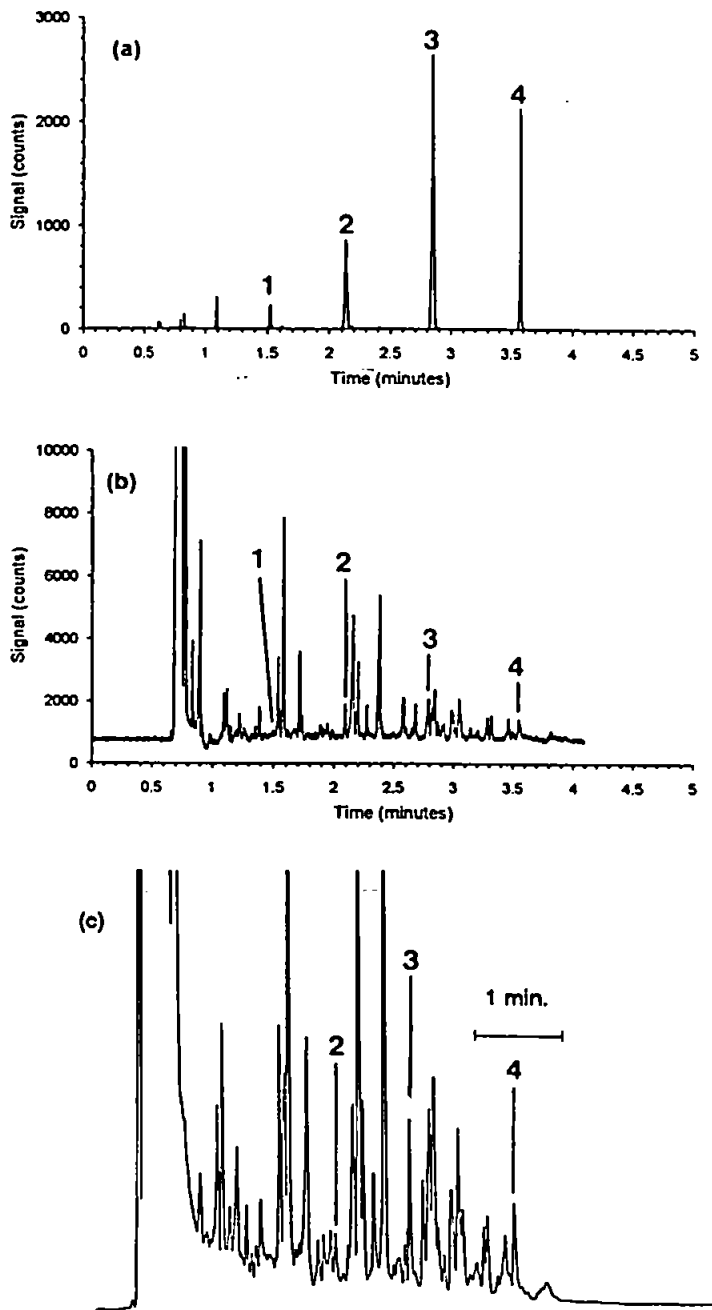 3000
(a)
3
4
Signal (counts)
2000
2
1000
1
0
0 0.5 1 1.5 2 2.5 3 3.5 4 4.5 5
Time (minutes)
10000
(b)
8000
1 2
Signal (counts)
6000
3
4000
4
2000
0
0 0.5 1 1.5 2 2.5 3 3.5 4 4.5 5
Time (minutes)
(c)
3
1 min.
2
4